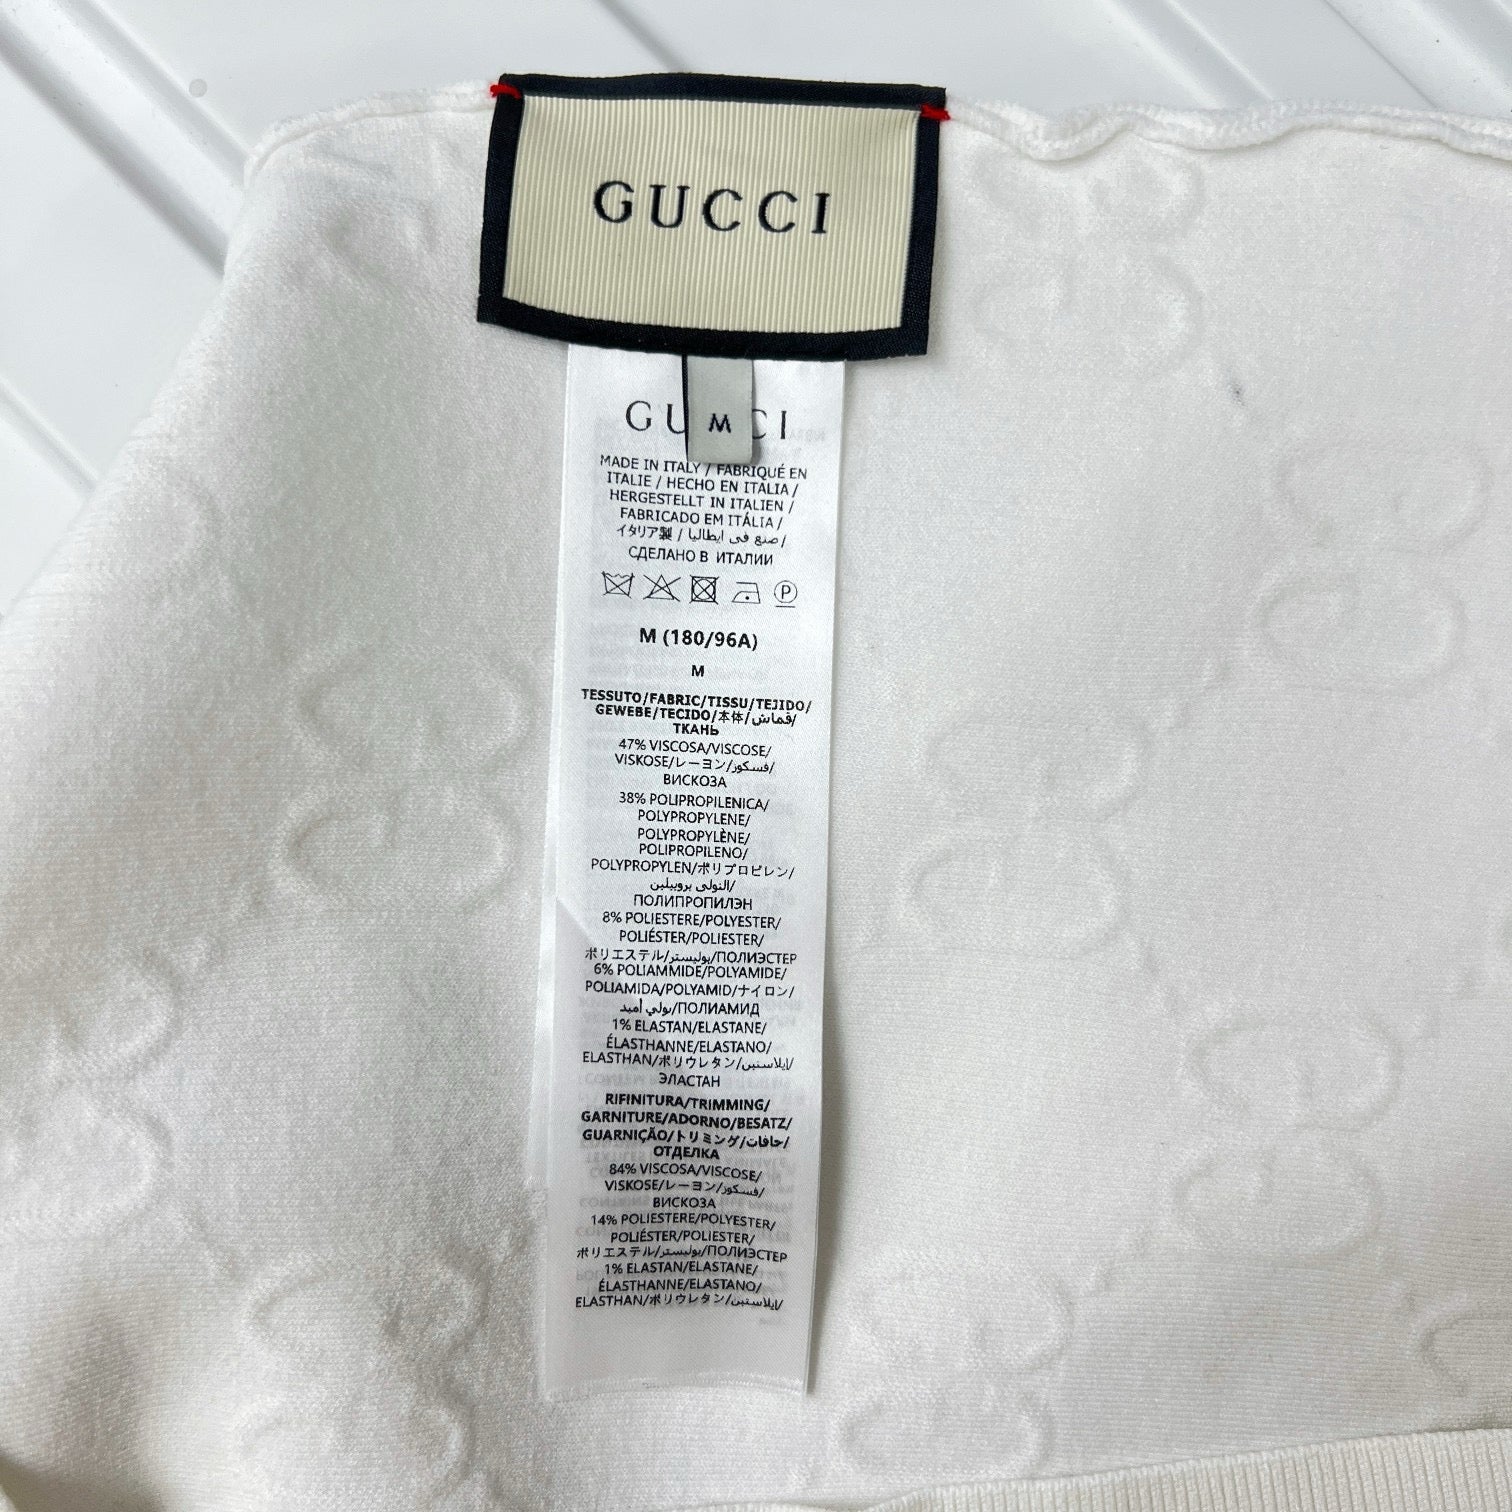 GUCCI
M
GU CI
MADE IN ITALY / FABRIQUÉ EN
ITALIE / HECHO EN ITALIA /
HERGESTELLT IN ITALIEN /
FABRICADO EM ITÁLIA /
イタリア製 / صنع في ايطاليا /
СДЕЛАНО В ИТАЛИИ
P
M (180/96A)
M
TESSUTO/FABRIC/TISSU/TEJIDO/
GEWEBE/TECIDO/本体/قماش/
ТКАНЬ
47% VISCOSA/VISCOSE/
VISKOSE/レーヨン/فسكوز/
ВИСКОЗА
38% POLIPROPILENICA/
POLYPROPYLENE/
POLYPROPYLÈNE/
POLIPROPILENO/
POLYPROPYLEN/ポリプロピレン/
النولى بروبيلين/
ПОЛИПРОПИЛЭН
8% POLIESTERE/POLYESTER/
POLIÉSTER/POLIESTER/
ポリエステル/بوليستر/ПОЛИЭСТЕР
6% POLIAMMIDE/POLYAMIDE/
POLIAMIDA/POLYAMID/ナイロン/
بولي أميد/ПОЛИАМИД
1% ELASTAN/ELASTANE/
ÉLASTHANNE/ELASTANO/
ELASTHAN/ポリウレタン/ايلاستين/
ЭЛАСТАН
RIFINITURA/TRIMMING/
GARNITURE/ADORNO/BESATZ/
GUARNIÇÃO/トリミング/حافات/
ОТДЕЛКА
84% VISCOSA/VISCOSE/
VISKOSE/レーヨン/فسكوز/
ВИСКОЗА
14% POLIESTERE/POLYESTER/
POLIÉSTER/POLIESTER/
ポリエステル/بوليستر/ПОЛИЭСТЕР
1% ELASTAN/ELASTANE/
ÉLASTHANNE/ELASTANO/
ELASTHAN/ポリウレタン/ايلاستين/